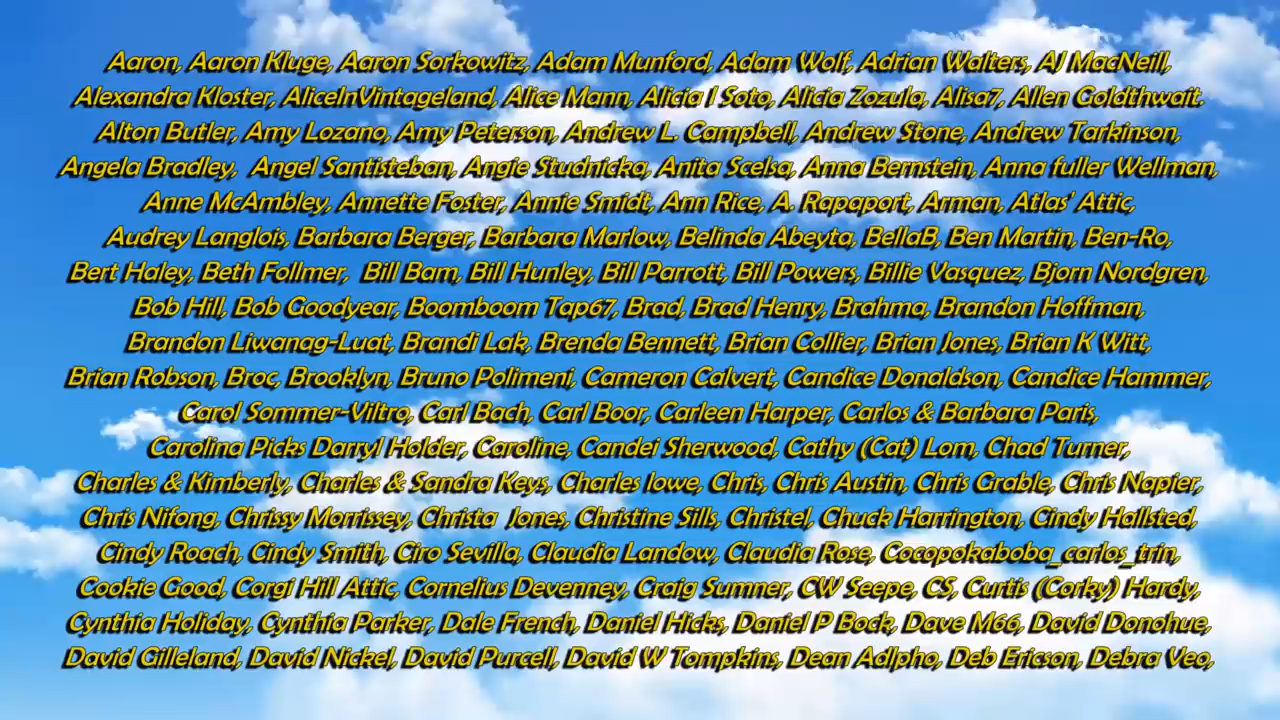 Aaron, Aaron Kluge, Aaron Sorkowitz, Adam Munford, Adam Wolf, Adrian Walters, AJ MacNeill,
Alexandra Kloster, AliceInVintageland, Alice Mann, Alicia I Soto, Alicia Zozula, Alisa7, Allen Goldthwait.
Alton Butler, Amy Lozano, Amy Peterson, Andrew L. Campbell, Andrew Stone, Andrew Tarkinson,
Angela Bradley, Angel Santisteban, Angie Studnicka, Anita Scelsa, Anna Bernstein, Anna fuller Wellman,
Anne McAmbley, Annette Foster, Annie Smidt, Ann Rice, A. Rapaport, Arman, Atlas' Attic,
Audrey Langlois, Barbara Berger, Barbara Marlow, Belinda Abeyta, BellaB, Ben Martin, Ben-Ro,
Bert Haley, Beth Follmer, Bill Bam, Bill Hunley, Bill Parrott, Bill Powers, Billie Vasquez, Bjorn Nordgren,
Bob Hill, Bob Goodyear, Boomboom Tap67, Brad, Brad Henry, Brahma, Brandon Hoffman,
Brandon Liwanag-Luat, Brandi Lak, Brenda Bennett, Brian Collier, Brian Jones, Brian K Witt,
Brian Robson, Broc, Brooklyn, Bruno Polimeni, Cameron Calvert, Candice Donaldson, Candice Hammer,
Carol Sommer-Viltro, Carl Bach, Carl Boor, Carleen Harper, Carlos & Barbara Paris,
Carolina Picks Darryl Holder, Caroline, Candei Sherwood, Cathy (Cat) Lom, Chad Turner,
Charles & Kimberly, Charles & Sandra Keys, Charles lowe, Chris, Chris Austin, Chris Grable, Chris Napier,
Chris Nifong, Chrissy Morrissey, Christa Jones, Christine Sills, Christel, Chuck Harrington, Cindy Hallsted,
Cindy Roach, Cindy Smith, Ciro Sevilla, Claudia Landow, Claudia Rose, Cocopokaboba_carlos_trin,
Cookie Good, Corgi Hill Attic, Cornelius Devenney, Craig Sumner, CW Seepe, CS, Curtis (Corky) Hardy,
Cynthia Holiday, Cynthia Parker, Dale French, Daniel Hicks, Daniel P Bock, Dave M66, David Donohue,
David Gilleland, David Nickel, David Purcell, David W Tompkins, Dean Adlpho, Deb Ericson, Debra Veo,